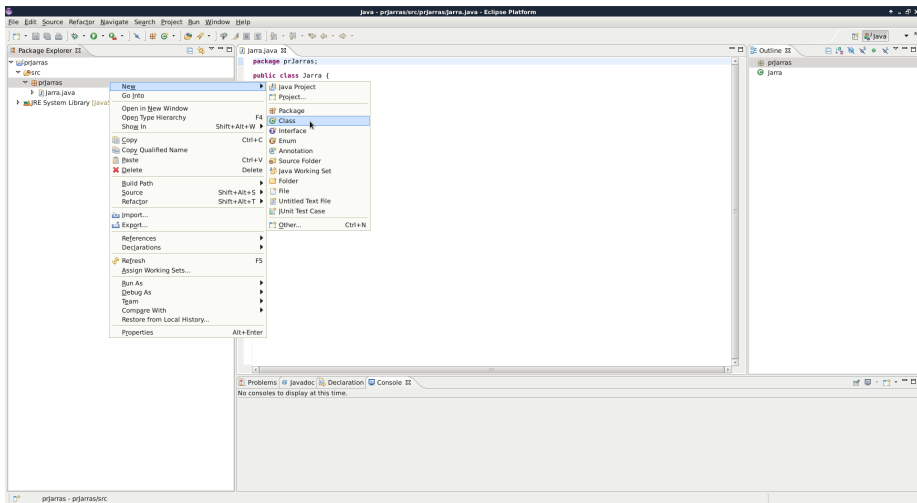 Java - prJarras/src/prJarras/Jarra.java - Eclipse Platform
File Edit Source Refactor Navigate Search Project Run Window Help
Java
Package Explorer
prJarras
src
prJarras
Jarra.java
JRE System Library [JavaS
New
Go Into
Open in New Window
Open Type Hierarchy F4
Show In Shift+Alt+W
Copy Ctrl+C
Copy Qualified Name
Paste Ctrl+V
Delete Delete
Build Path
Source Shift+Alt+S
Refactor Shift+Alt+T
Import...
Export...
References
Declarations
Refresh F5
Assign Working Sets...
Run As
Debug As
Team
Compare With
Restore from Local History...
Properties Alt+Enter
Java Project
Project...
Package
Class
Interface
Enum
Annotation
Source Folder
Java Working Set
Folder
File
Untitled Text File
JUnit Test Case
Other... Ctrl+N
Jarra.java
package prJarras;
public class Jarra {
Outline
prJarras
Jarra
Problems Javadoc Declaration Console
No consoles to display at this time.
prJarras - prJarras/src